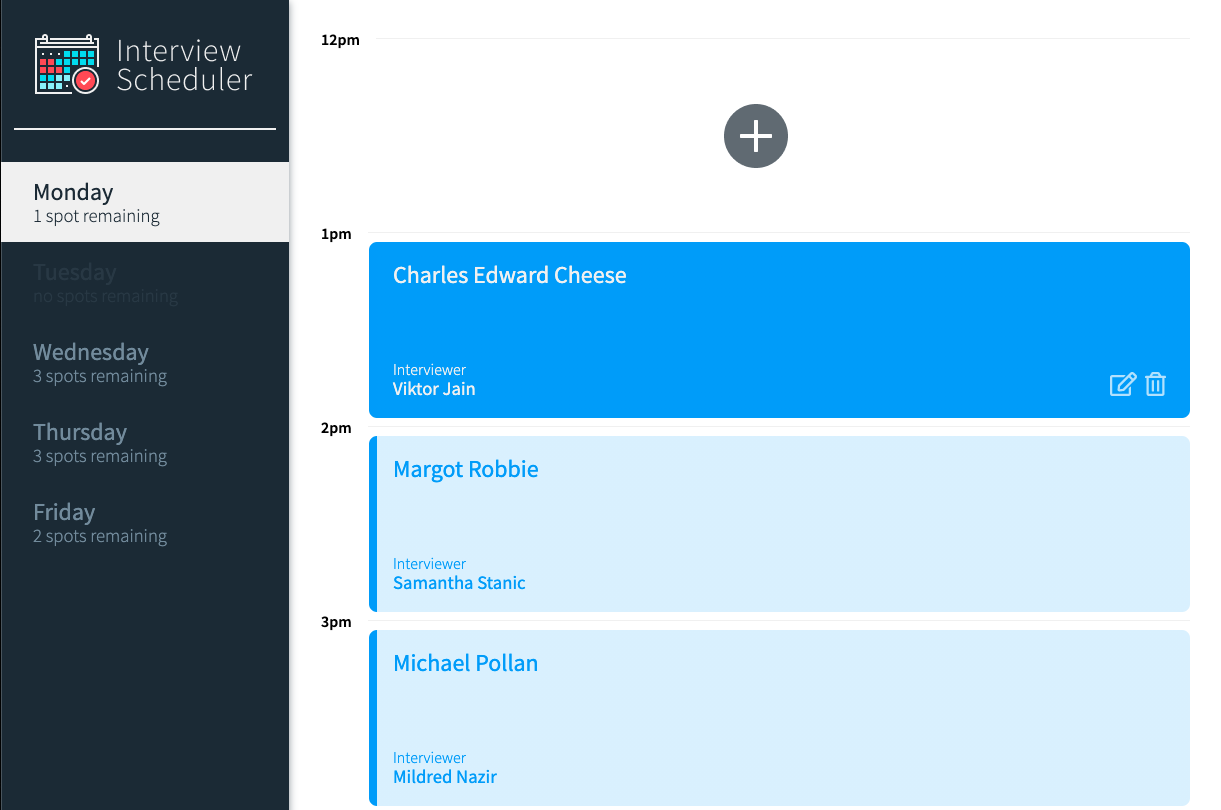 Interview
Scheduler
Monday
1 spot remaining
Tuesday
no spots remaining
Wednesday
3 spots remaining
Thursday
3 spots remaining
Friday
2 spots remaining
12pm
1pm
Charles Edward Cheese
Interviewer
Viktor Jain
2pm
Margot Robbie
Interviewer
Samantha Stanic
3pm
Michael Pollan
Interviewer
Mildred Nazir